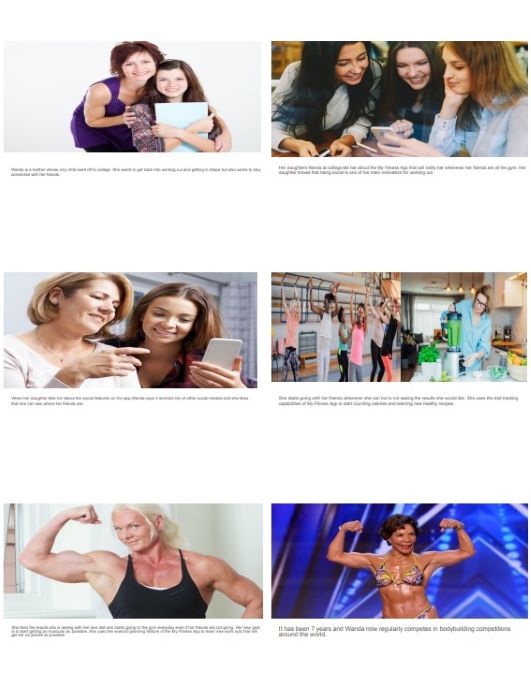 Wanda is a mother whose only child went off to college. She wants to get back into working out and getting in shape but also wants to stay
connected with her friends.
Her daughters friends at college tell her about the My Fitness App that will notify her whenever her friends are at the gym. Her
daughter knows that being social is one of her main motivators for working out.
When her daughter tells her about the social features on the app Wanda says it reminds her of other social medias and she likes
that she can see where her friends are.
She starts going with her friends whenever she can but is not seeing the results she would like. She uses the diet tracking
capabilities of My Fitness App to start counting calories and learning new healthy recipes.
She likes the results she is seeing with her new diet and starts going to the gym everyday even if her friends are not going. Her new goal
is to start getting as muscular as possible. She uses the workout planning feature of the My Fitness App to learn new work outs that will
get her as jacked as possible.
It has been 7 years and Wanda now regularly competes in bodybuilding competitions
around the world.